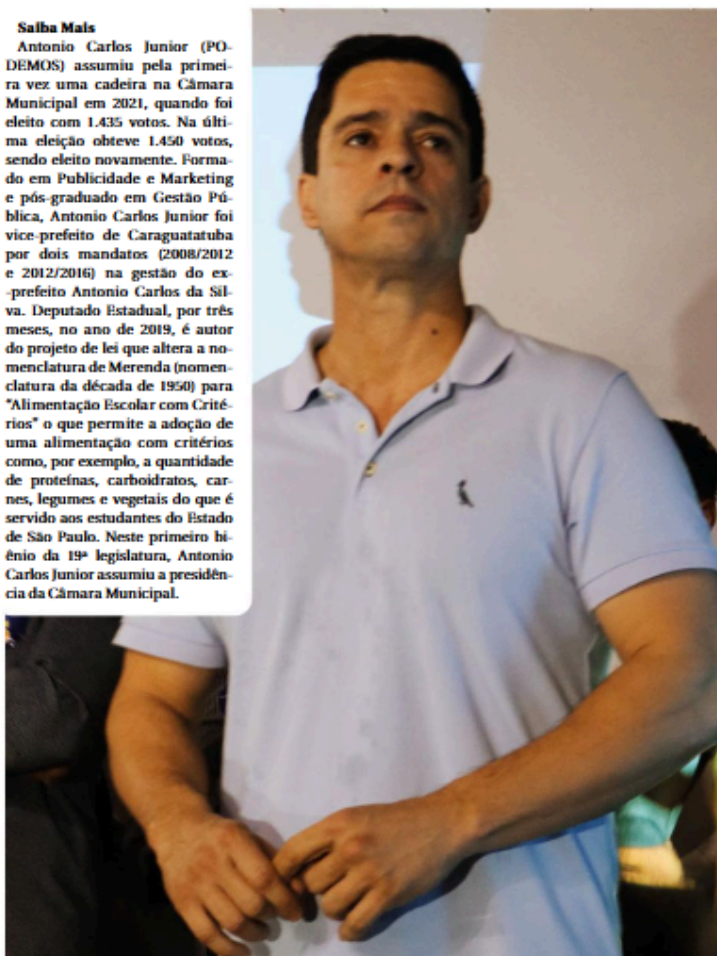 Saiba Mais
Antonio Carlos Junior (PO-
DEMOS) assumiu pela primei-
ra vez uma cadeira na Câmara
Municipal em 2021, quando foi
eleito com 1.435 votos. Na últi-
ma eleição obteve 1.450 votos,
sendo eleito novamente. Forma-
do em Publicidade e Marketing
e pós-graduado em Gestão Pú-
blica, Antonio Carlos Junior foi
vice-prefeito de Caraguatatuba
por dois mandatos (2008/2012
e 2012/2016) na gestão do ex-
-prefeito Antonio Carlos da Sil-
va. Deputado Estadual, por três
meses, no ano de 2019, é autor
do projeto de lei que altera a no-
menclatura de Merenda (nomen-
clatura da década de 1950) para
"Alimentação Escolar com Crité-
rios" o que permite a adoção de
uma alimentação com critérios
como, por exemplo, a quantidade
de proteínas, carboidratos, car-
nes, legumes e vegetais do que é
servido aos estudantes do Estado
de São Paulo. Neste primeiro bi-
ênio da 19ª legislatura, Antonio
Carlos Junior assumiu a presidên-
cia da Câmara Municipal.